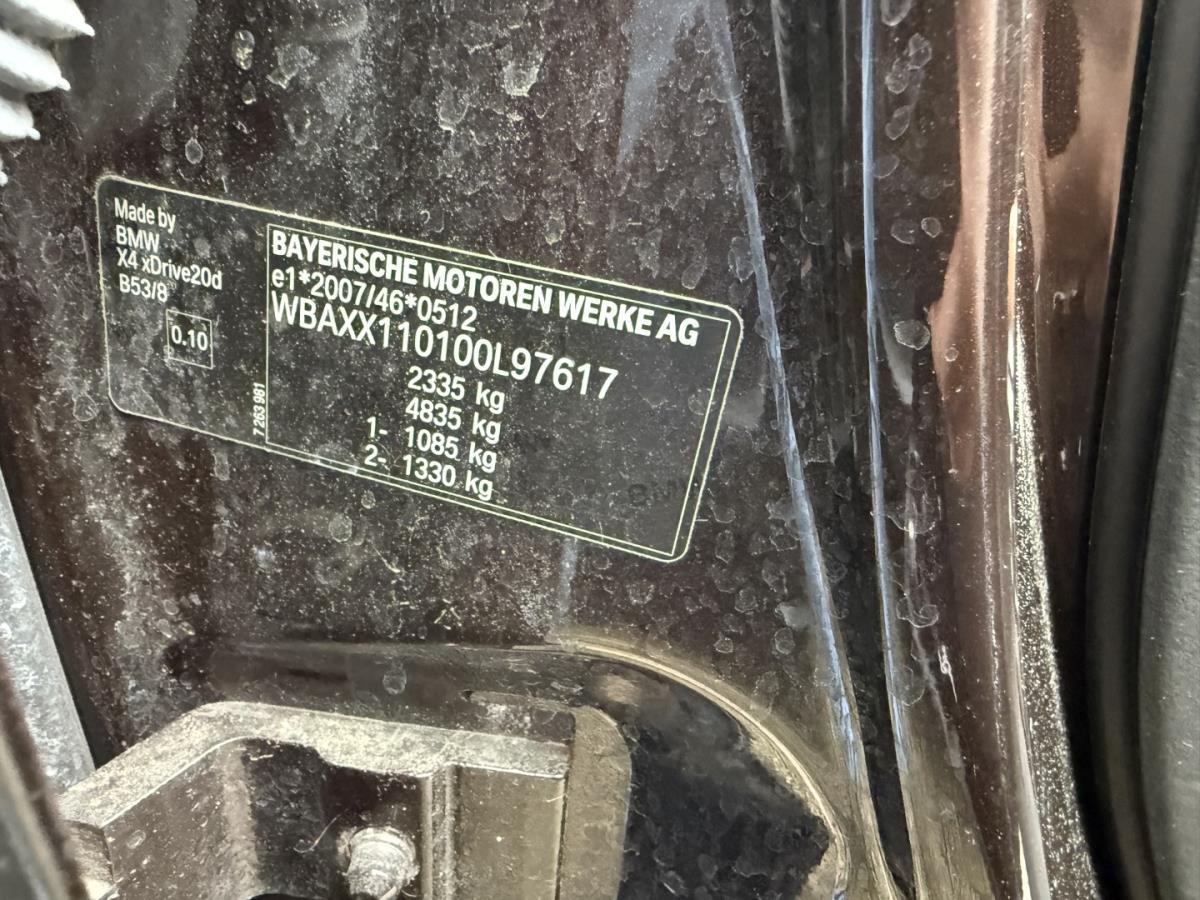 Made by
BMW
X4 xDrive20d
B53/8
0.10
7 263 961
BAYERISCHE MOTOREN WERKE AG
e1*2007/46*0512
WBAXX110100L97617
2335 kg
4835 kg
1- 1085 kg
2- 1330 kg